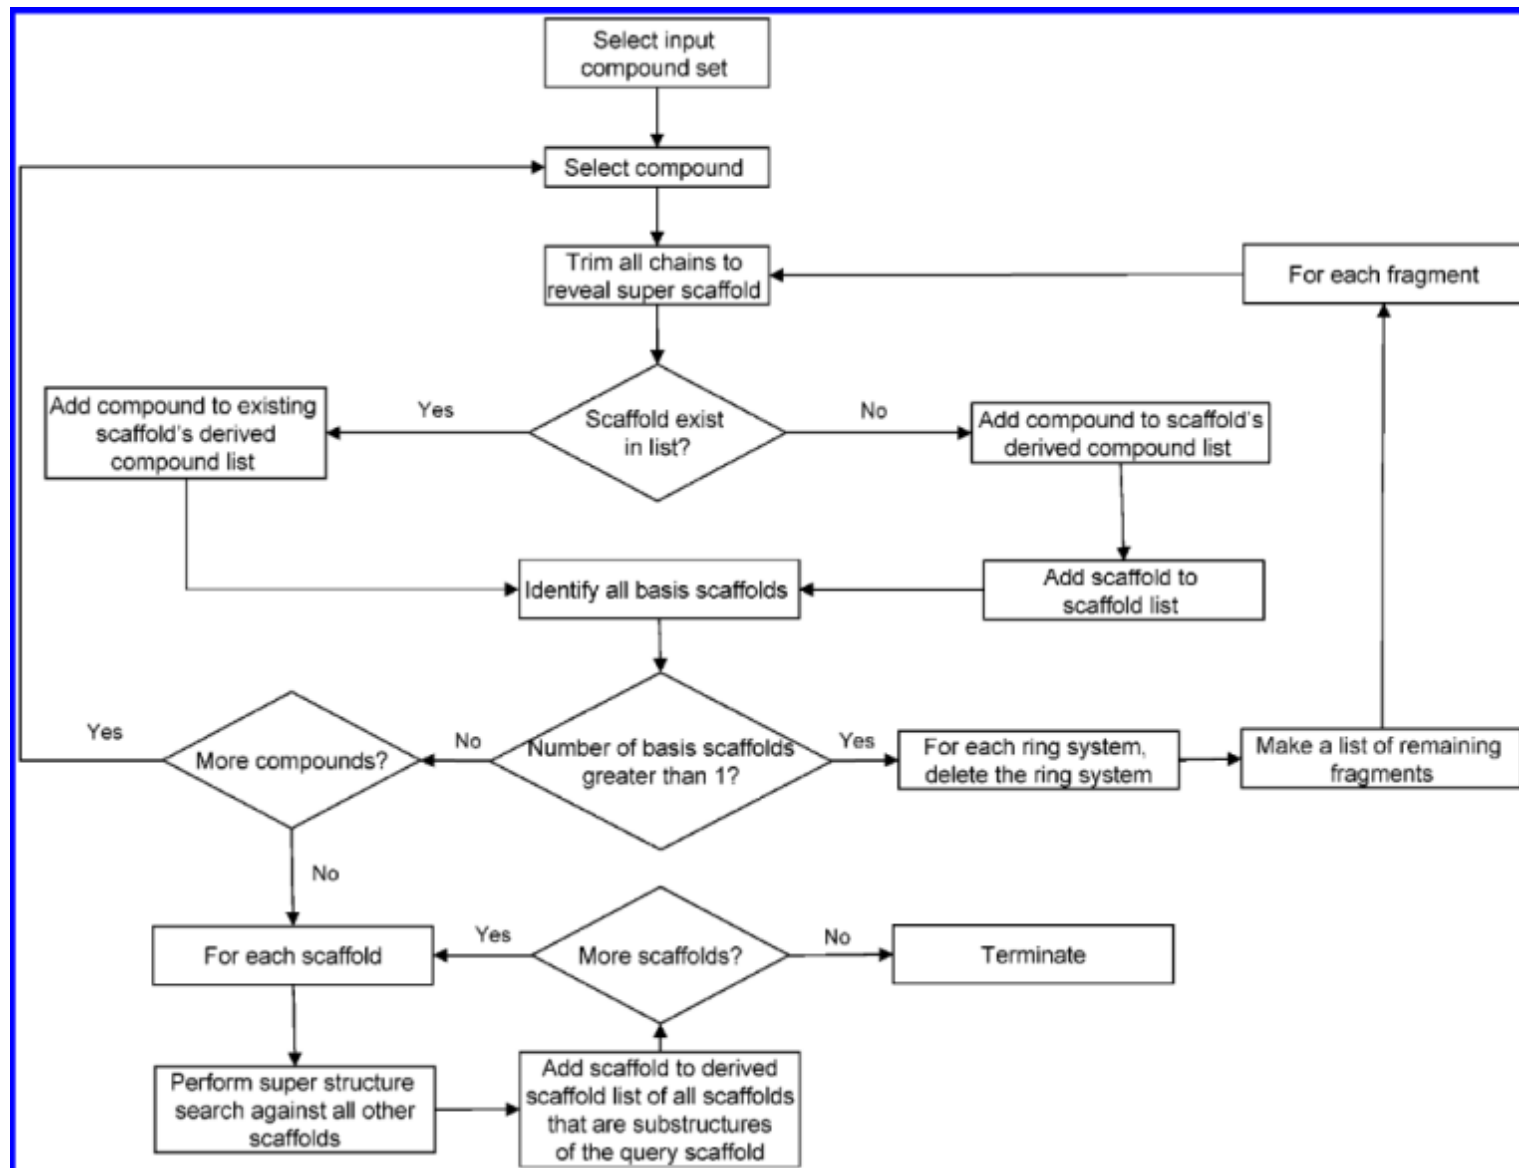 Select input
compound set
Select compound
Trim all chains to
reveal super scaffold
For each fragment
Add compound to existing
scaffold's derived
compound list
Yes
Scaffold exist
in list?
No
Add compound to scaffold's
derived compound list
Identify all basis scaffolds
Add scaffold to
scaffold list
Yes
More compounds?
No
Number of basis scaffolds
greater than 1?
Yes
For each ring system,
delete the ring system
Make a list of remaining
fragments
No
For each scaffold
Yes
More scaffolds?
No
Terminate
Perform super structure
search against all other
scaffolds
Add scaffold to derived
scaffold list of all scaffolds
that are substructures
of the query scaffold